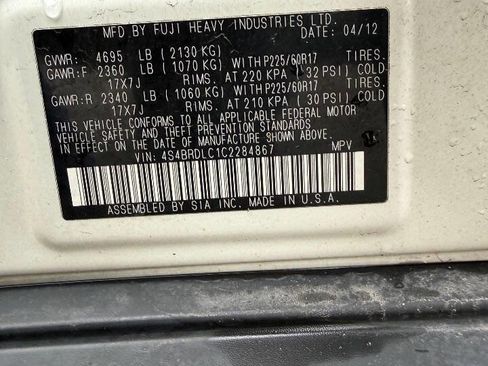 MFD BY FUJI HEAVY INDUSTRIES LTD.
DATE: 04/12
GVWR: 4695 LB (2130 KG)
GAWR:F 2360 LB (1070 KG) WITH P225/60R17 TIRES.
17X7J RIMS. AT 220 KPA (32 PSI) COLD
GAWR:R 2340 LB (1060 KG) WITH P225/60R17 TIRES.
17X7J RIMS. AT 210 KPA (30 PSI) COLD
THIS VEHICLE CONFORMS TO ALL APPLICABLE FEDERAL MOTOR
VEHICLE SAFETY STANDARDS IN EFFECT ON
THE DATE OF MANUFACTURE SHOWN ABOVE.
VIN: 4S4BRDLC1C2284867 MPV
ASSEMBLED BY SIA INC. MADE IN U.S.A.